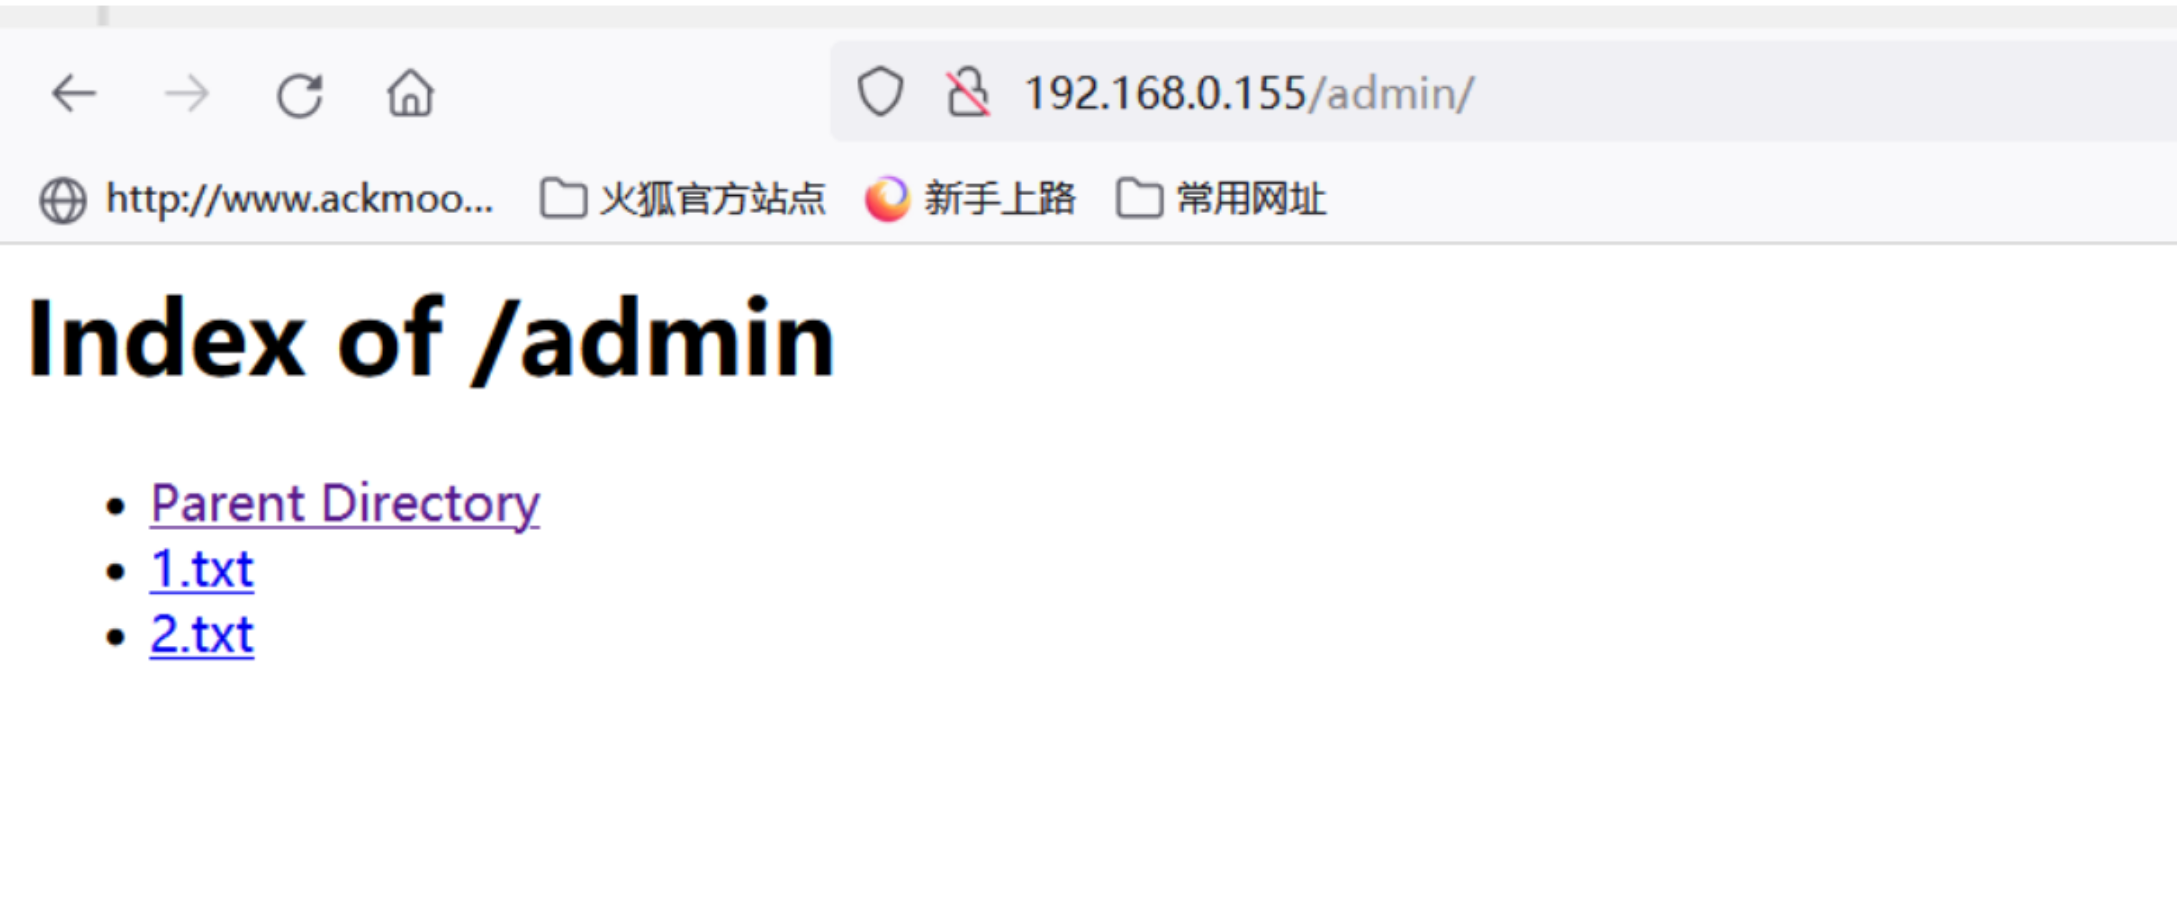 192.168.0.155/admin/
http://www.ackmoo... 火狐官方站点 新手上路 常用网址
Index of /admin
Parent Directory
1.txt
2.txt